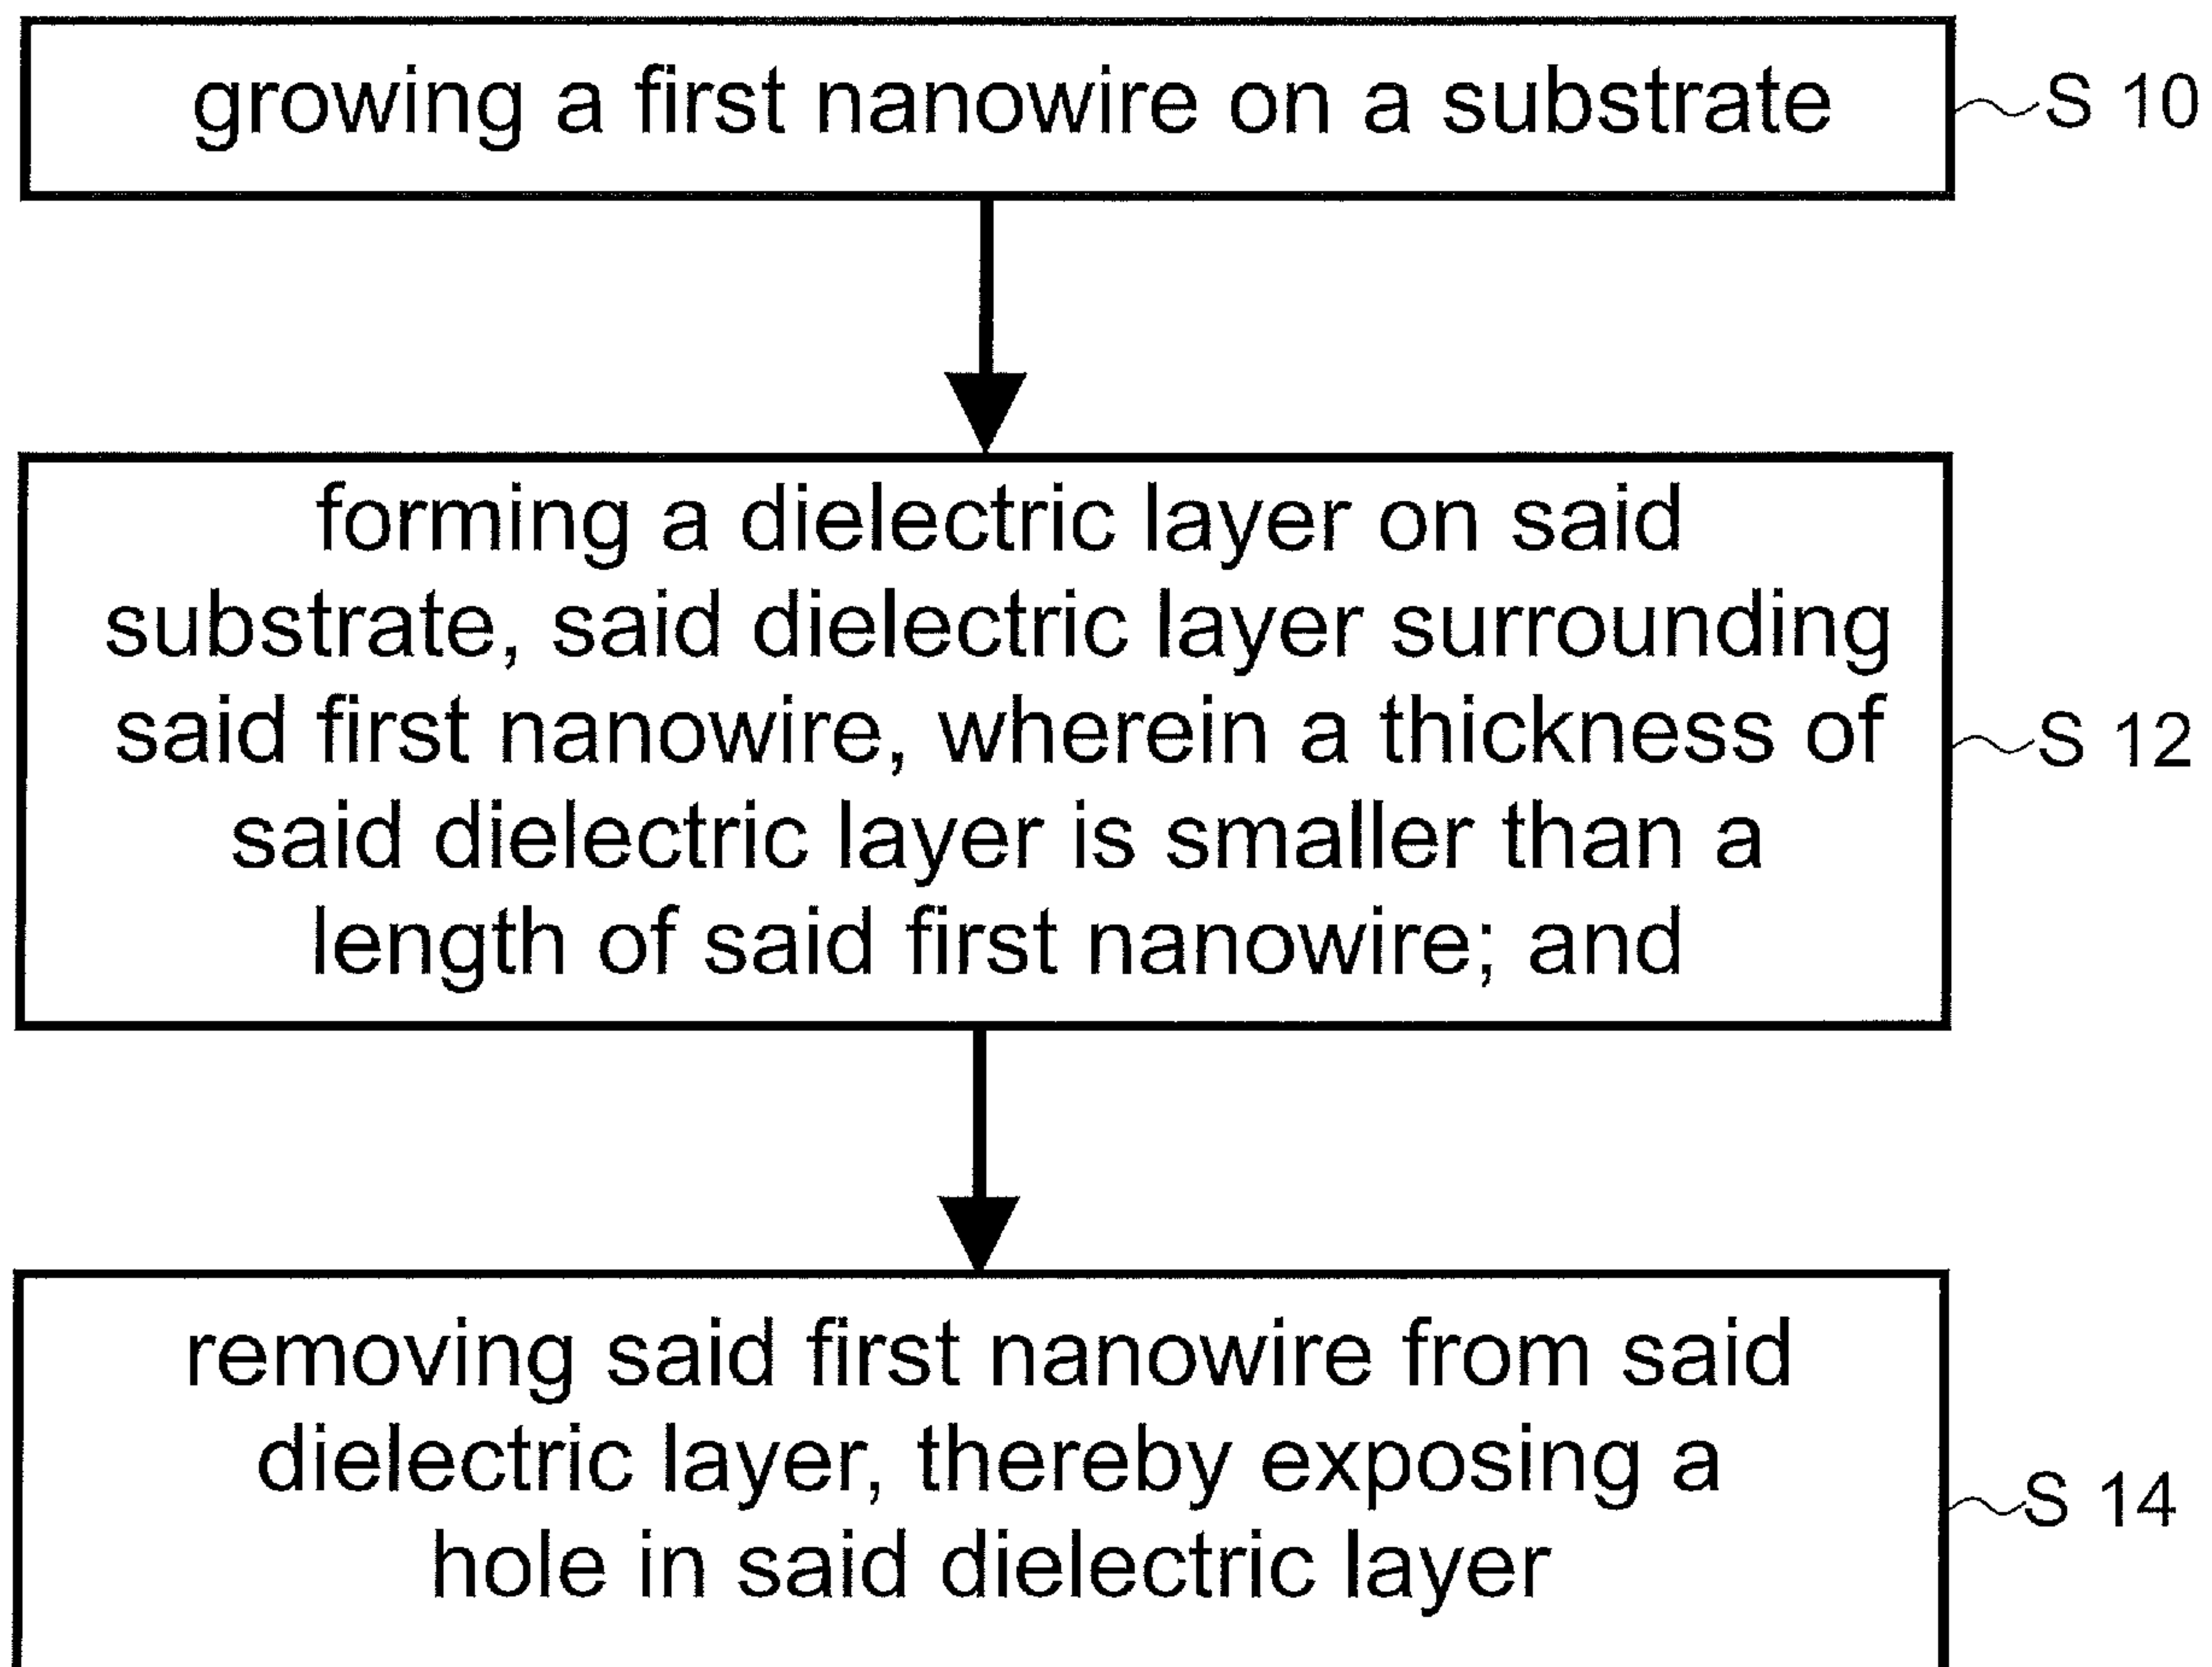 growing a first nanowire on a substrate
S 10
forming a dielectric layer on said
substrate, said dielectric layer surrounding
said first nanowire, wherein a thickness of
said dielectric layer is smaller than a
length of said first nanowire; and
S 12
removing said first nanowire from said
dielectric layer, thereby exposing a
hole in said dielectric layer
S 14